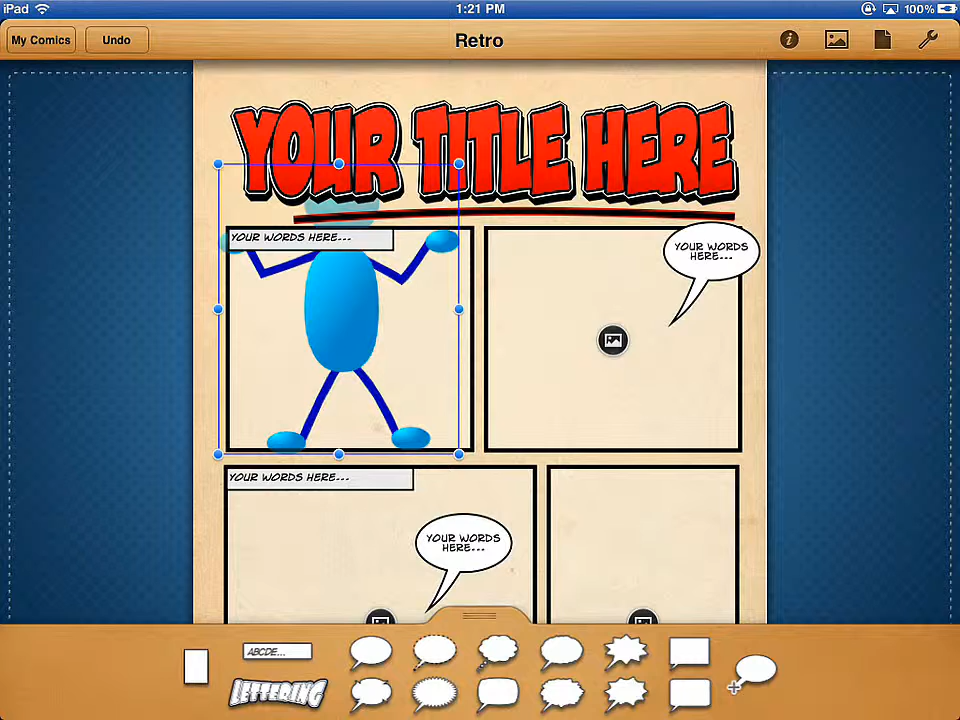 iPad 1:21 PM 100%
My Comics Undo Retro
YOUR TITLE HERE
YOUR WORDS HERE...
YOUR WORDS
HERE...
YOUR WORDS HERE...
YOUR WORDS
HERE...
ABCDE...
LETTERING